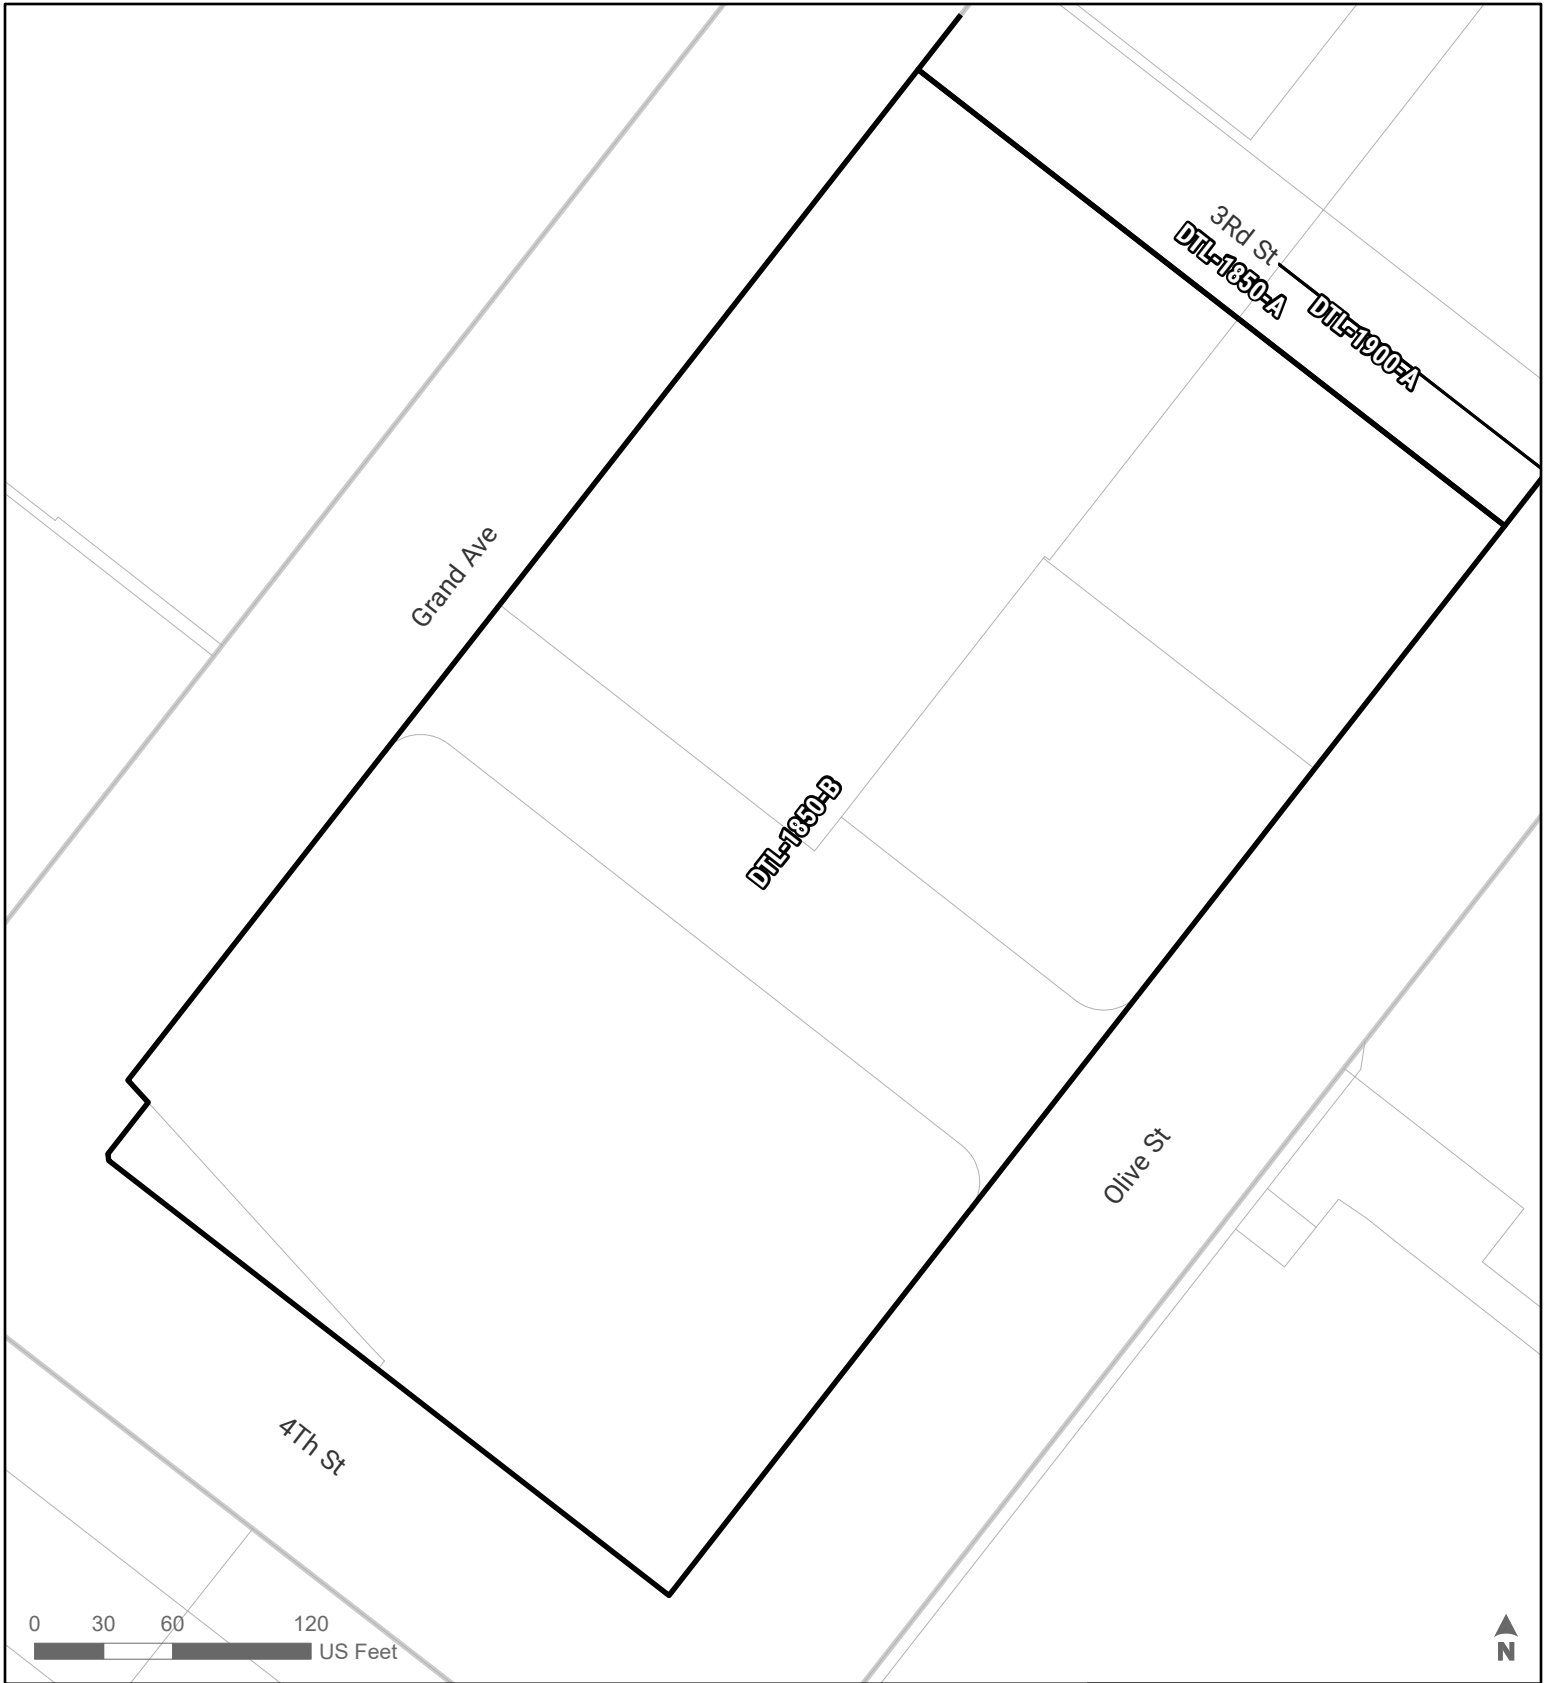 3Rd St
DTL-1850-A
DTL-1900-A
Grand Ave
DTL-1850-B
Olive St
4Th St
0 30 60 120
US Feet
N